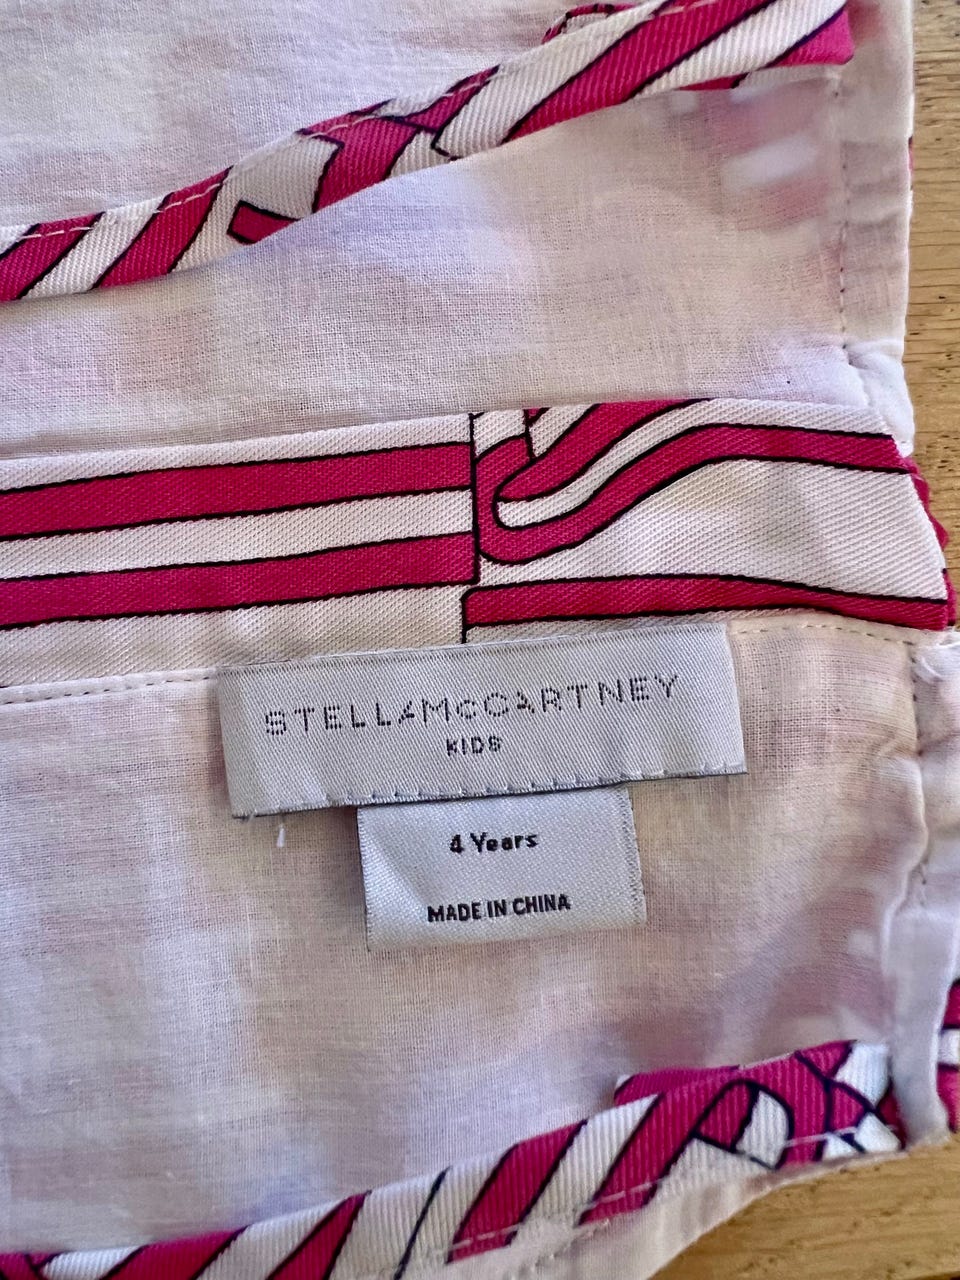 STELLAMcCARTNEY
KIDS
4 Years
MADE IN CHINA